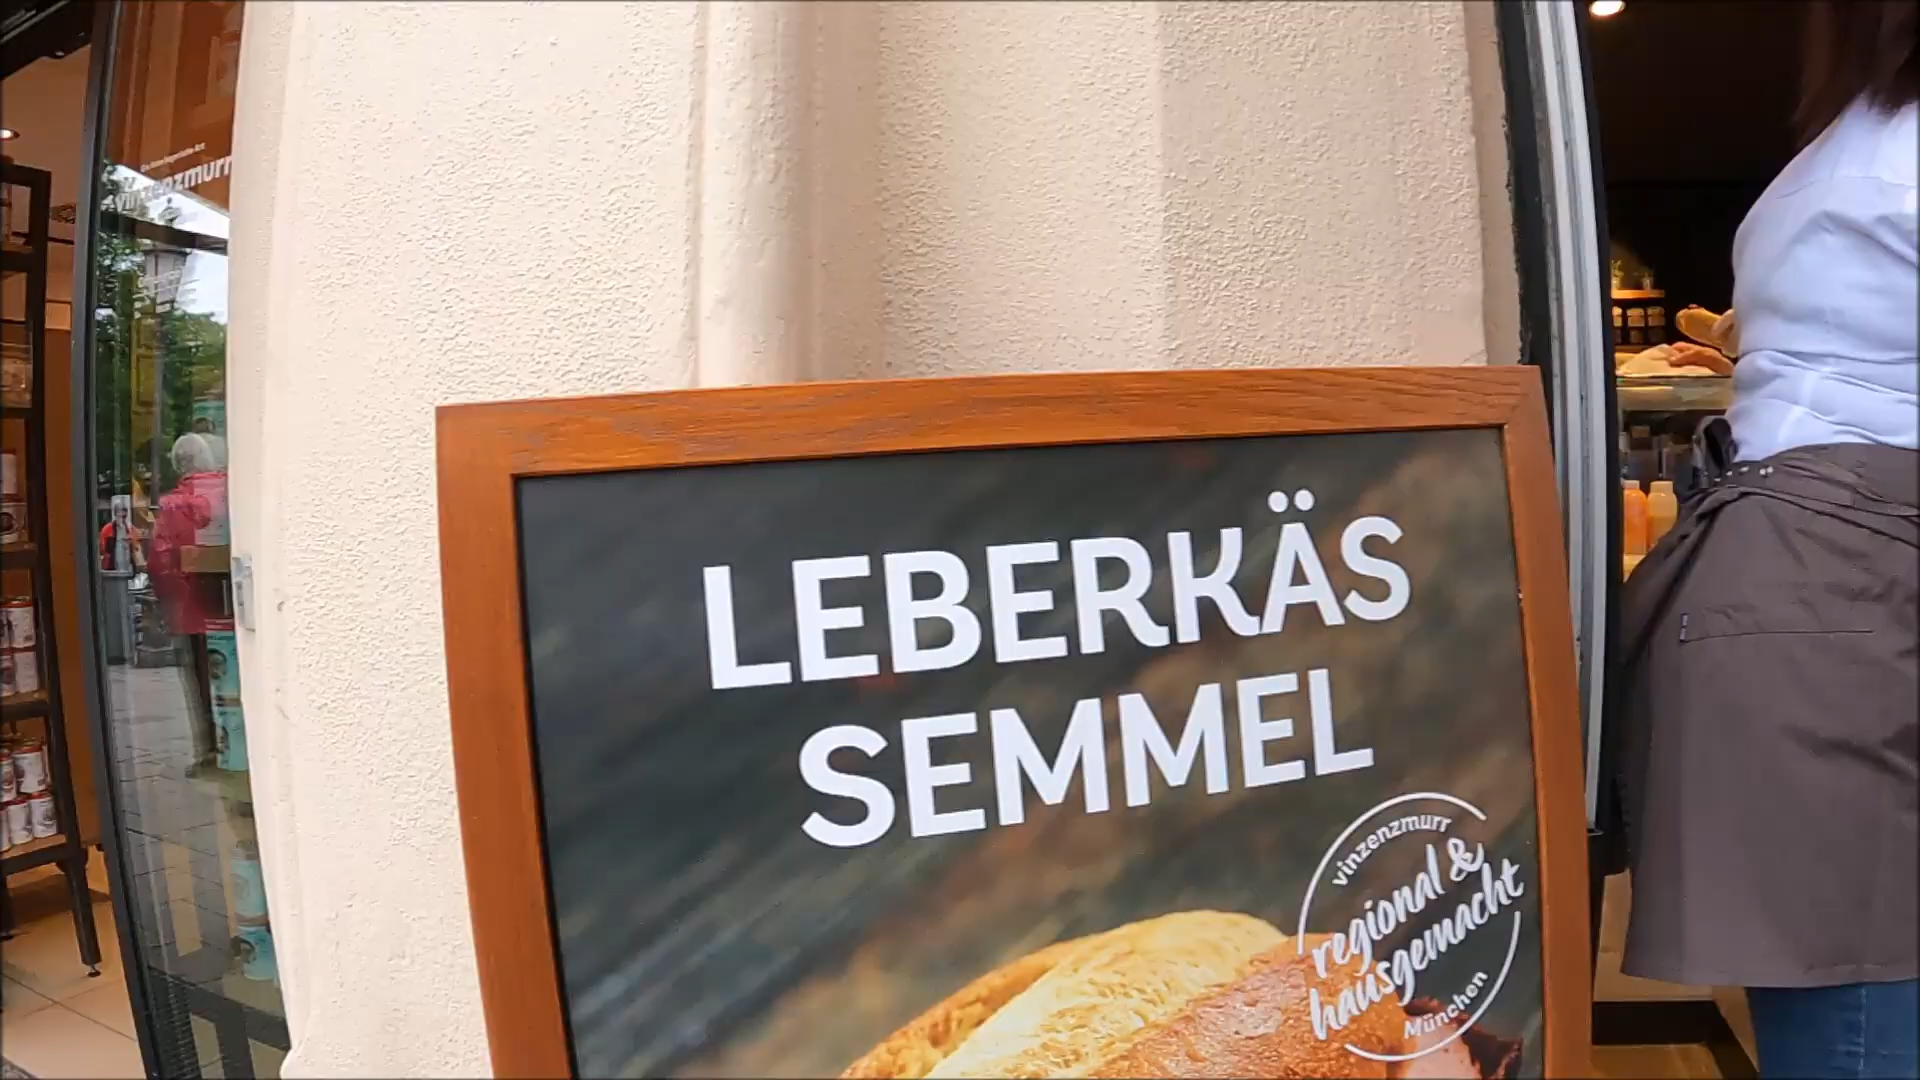 vinzenzmurr
LEBERKÄS
SEMMEL
vinzenzmurr
regional &
hausgemacht
München